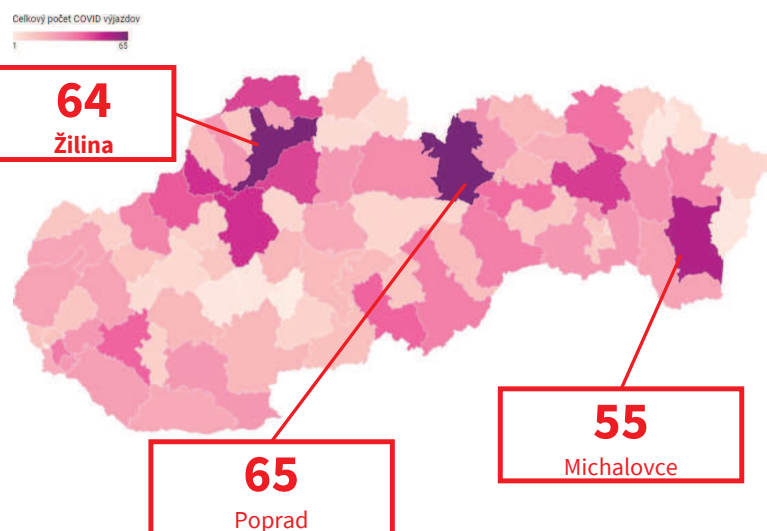 Celkový počet COVID výjazdov
1 65
64
Žilina
55
Michalovce
65
Poprad